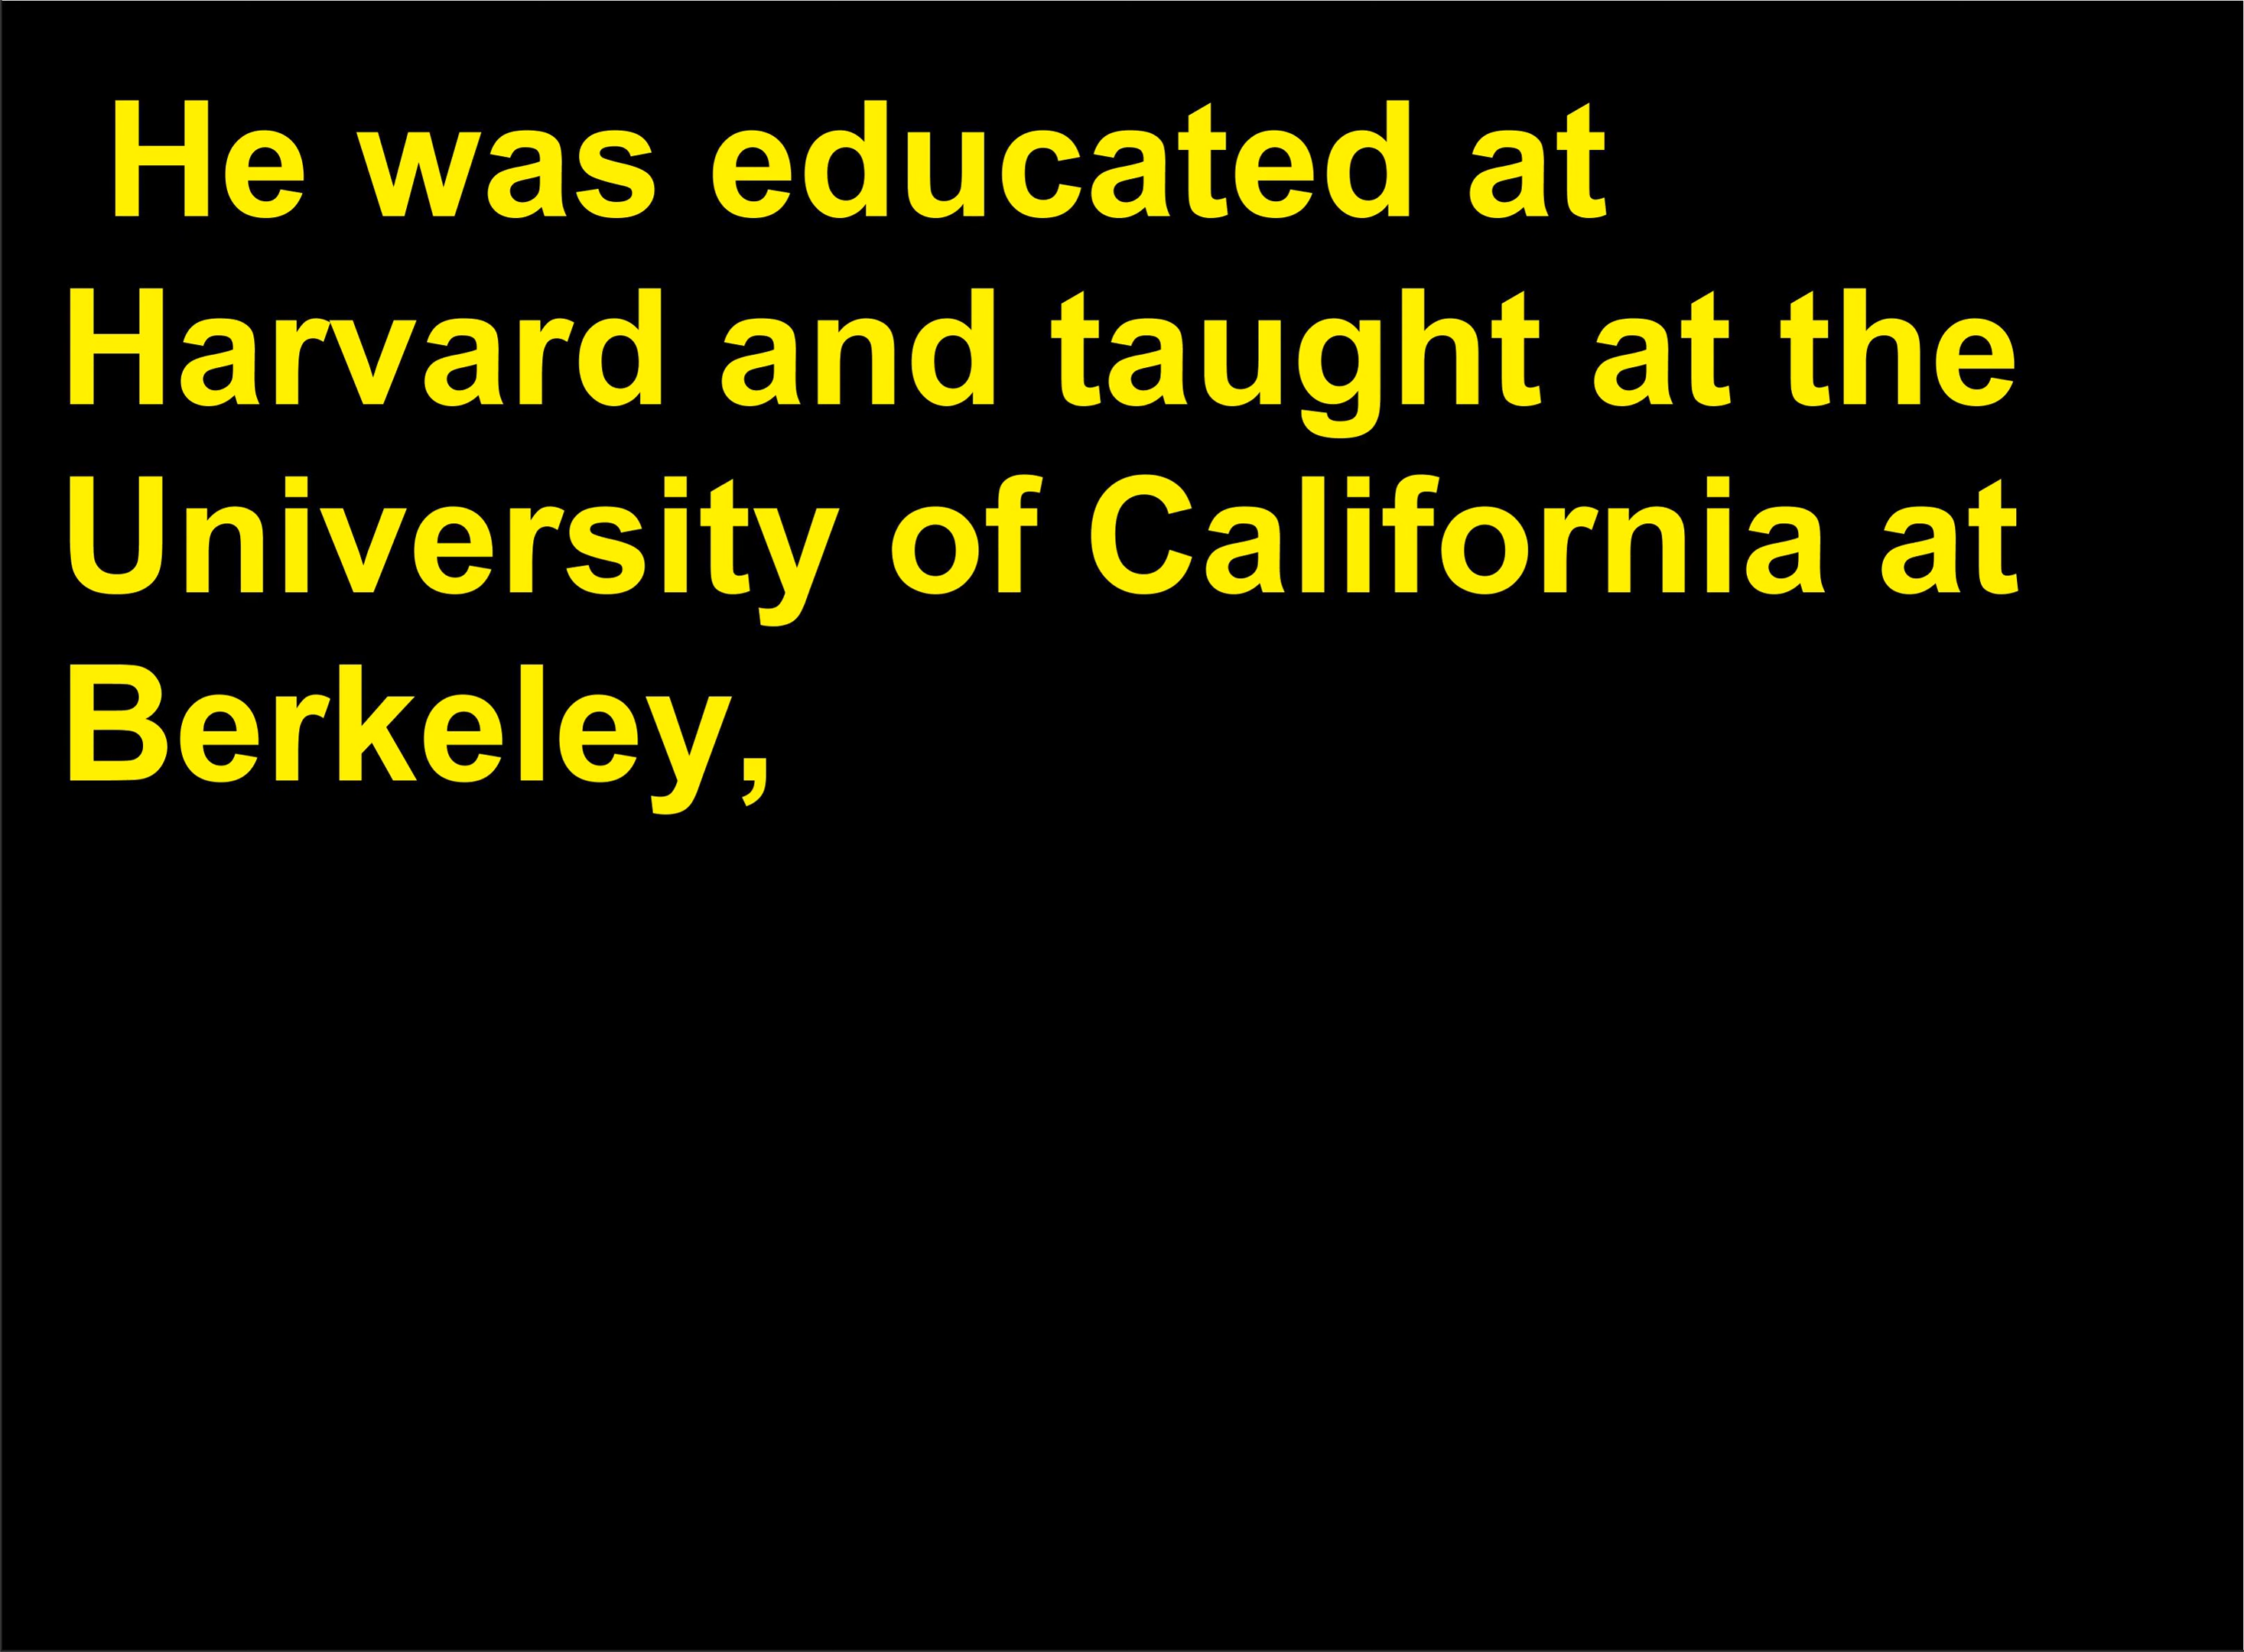 He was educated at
Harvard and taught at the
University of California at
Berkeley,